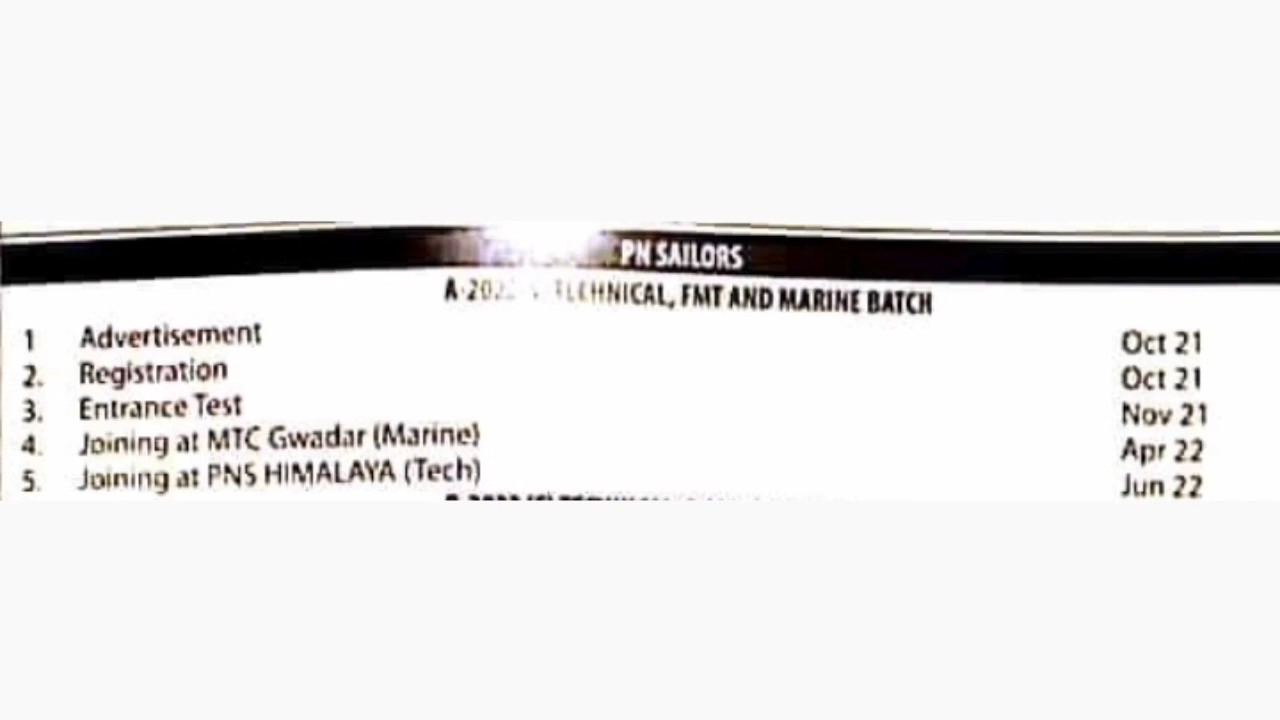 PN SAILORS
TECHNICAL, FMT AND MARINE BATCH
1 Advertisement Oct 21
2. Registration Oct 21
3. Entrance Test Nov 21
4. Joining at MTC Gwadar (Marine) Apr 22
5. Joining at PNS HIMALAYA (Tech) Jun 22